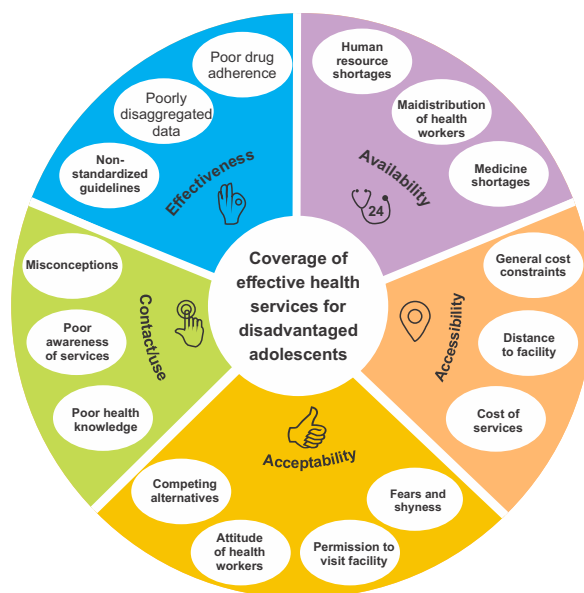 Poor drug
adherence
Poorly
disaggregated
data
Non-
standardized
guidelines
Effectiveness
Human
resource
shortages
Maidistribution
of health
workers
Medicine
shortages
Availability
24
General cost
constraints
Distance
to facility
Cost of
services
Accessibility
Coverage of
effective health
services for
disadvantaged
adolescents
Misconceptions
Poor
awareness
of services
Poor health
knowledge
Contact/use
Acceptability
Competing
alternatives
Attitude
of health
workers
Permission to
visit facility
Fears and
shyness